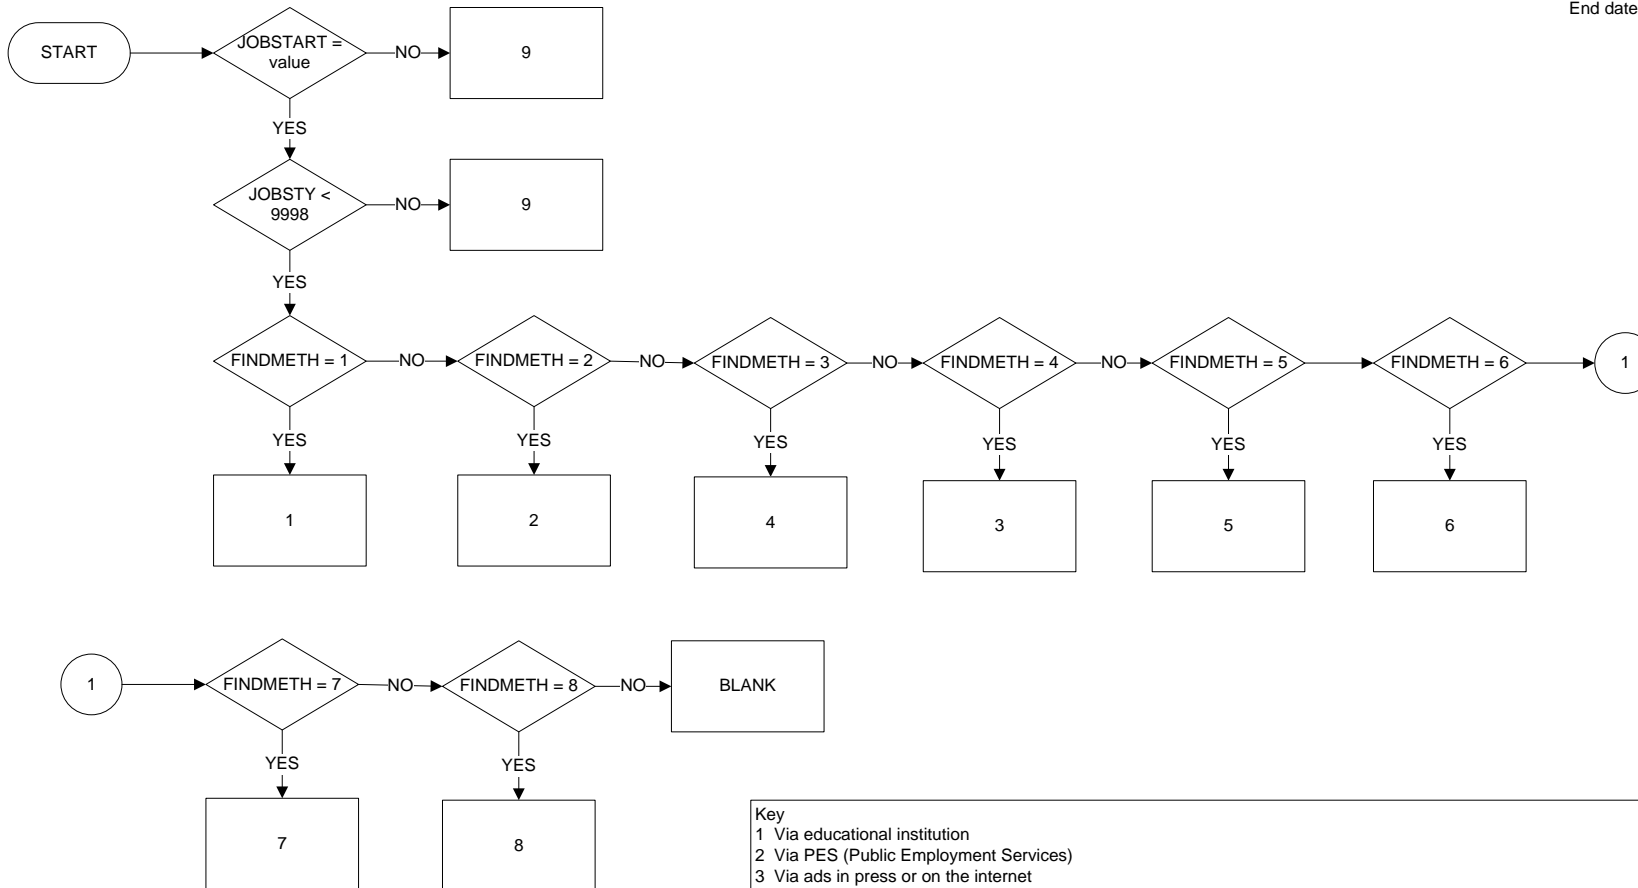 End date
START
JOBSTART =
value
NO
9
YES
JOBSTY <
9998
NO
9
YES
FINDMETH = 1
NO
FINDMETH = 2
NO
FINDMETH = 3
NO
FINDMETH = 4
NO
FINDMETH = 5
FINDMETH = 6
1
YES
YES
YES
YES
YES
YES
1
2
4
3
5
6
1
FINDMETH = 7
NO
FINDMETH = 8
NO
BLANK
YES
YES
7
8
Key
1 Via educational institution
2 Via PES (Public Employment Services)
3 Via ads in press or on the internet